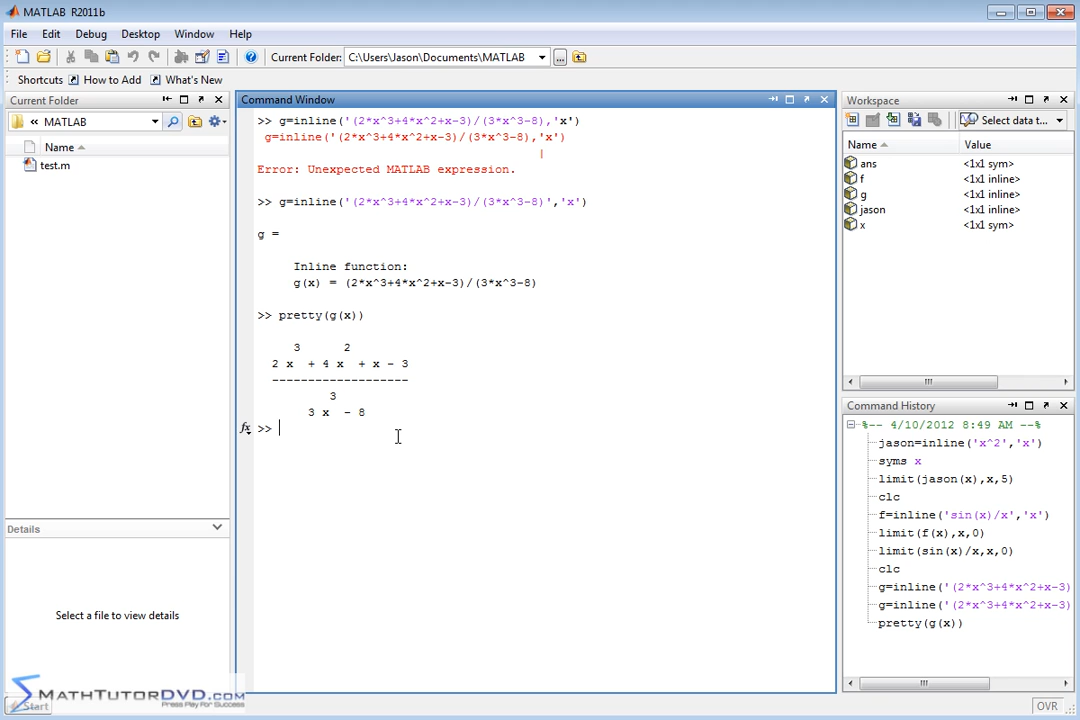 MATLAB R2011b
File Edit Debug Desktop Window Help
Current Folder: C:\Users\Jason\Documents\MATLAB ...
Shortcuts How to Add What's New
Current Folder
« MATLAB
Name
test.m
Details
Select a file to view details
Command Window
>> g=inline('(2*x^3+4*x^2+x-3)/(3*x^3-8),'x')
g=inline('(2*x^3+4*x^2+x-3)/(3*x^3-8),'x')
|
Error: Unexpected MATLAB expression.
>> g=inline('(2*x^3+4*x^2+x-3)/(3*x^3-8)','x')
g =
Inline function:
g(x) = (2*x^3+4*x^2+x-3)/(3*x^3-8)
>> pretty(g(x))
3 2
2 x + 4 x + x - 3
-------------------
3
3 x - 8
fx >>
Workspace
Select data t...
Name Value
ans <1x1 sym>
f <1x1 inline>
g <1x1 inline>
jason <1x1 inline>
x <1x1 sym>
Command History
%-- 4/10/2012 8:49 AM --%
jason=inline('x^2','x')
syms x
limit(jason(x),x,5)
clc
f=inline('sin(x)/x','x')
limit(f(x),x,0)
limit(sin(x)/x,x,0)
clc
g=inline('(2*x^3+4*x^2+x-3)
g=inline('(2*x^3+4*x^2+x-3)
pretty(g(x))
MATHTUTORDVD.COM
Press Play For Success
Start
OVR